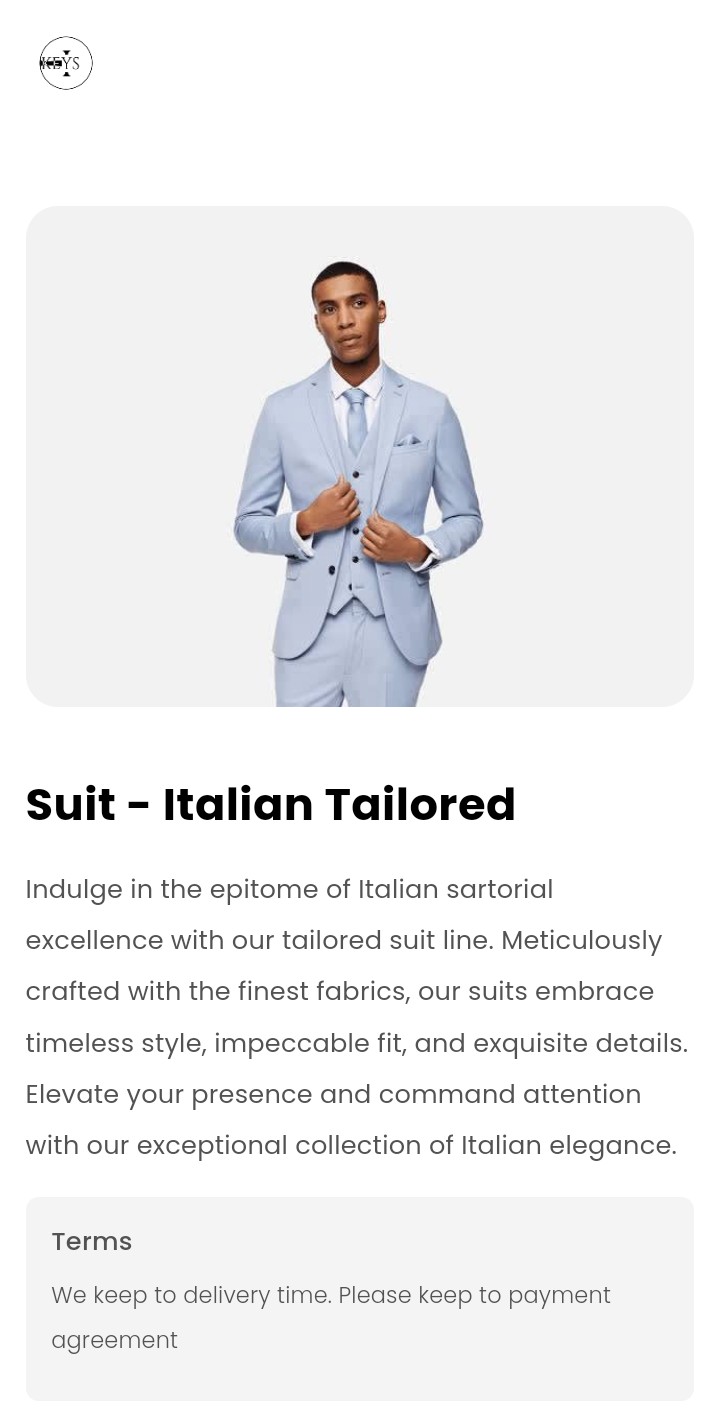 KEYS
Suit - Italian Tailored
Indulge in the epitome of Italian sartorial
excellence with our tailored suit line. Meticulously
crafted with the finest fabrics, our suits embrace
timeless style, impeccable fit, and exquisite details.
Elevate your presence and command attention
with our exceptional collection of Italian elegance.
Terms
We keep to delivery time. Please keep to payment
agreement